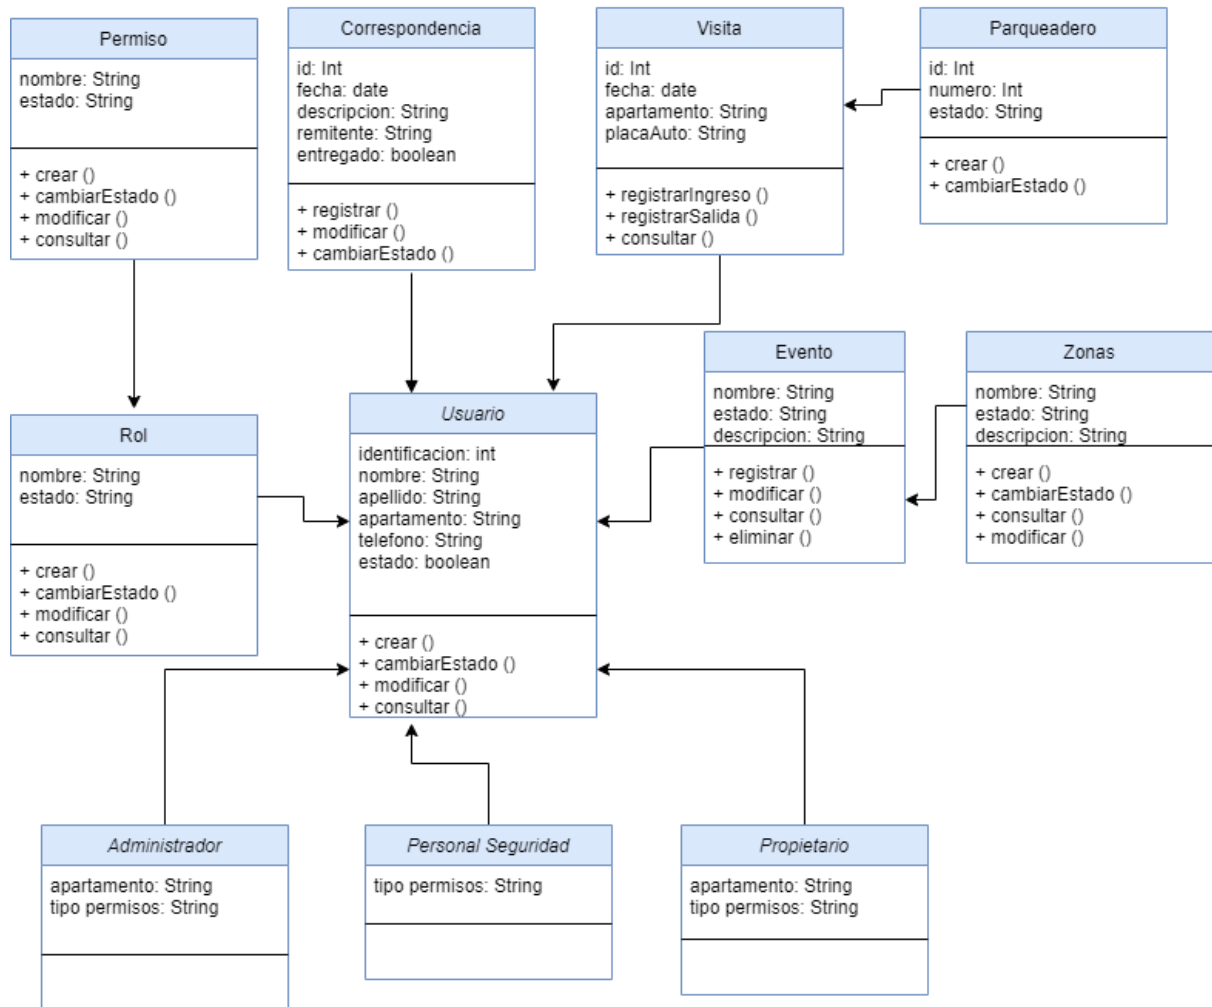 Permiso
nombre: String
estado: String
+ crear ()
+ cambiarEstado ()
+ modificar ()
+ consultar ()
Correspondencia
id: Int
fecha: date
descripcion: String
remitente: String
entregado: boolean
+ registrar ()
+ modificar ()
+ cambiarEstado ()
Visita
id: Int
fecha: date
apartamento: String
placaAuto: String
+ registrarIngreso ()
+ registrarSalida ()
+ consultar ()
Parqueadero
id: Int
numero: Int
estado: String
+ crear ()
+ cambiarEstado ()
Rol
nombre: String
estado: String
+ crear ()
+ cambiarEstado ()
+ modificar ()
+ consultar ()
Usuario
identificacion: int
nombre: String
apellido: String
apartamento: String
telefono: String
estado: boolean
+ crear ()
+ cambiarEstado ()
+ modificar ()
+ consultar ()
Evento
nombre: String
estado: String
descripcion: String
+ registrar ()
+ modificar ()
+ consultar ()
+ eliminar ()
Zonas
nombre: String
estado: String
descripcion: String
+ crear ()
+ cambiarEstado ()
+ consultar ()
+ modificar ()
Administrador
apartamento: String
tipo permisos: String
Personal Seguridad
tipo permisos: String
Propietario
apartamento: String
tipo permisos: String